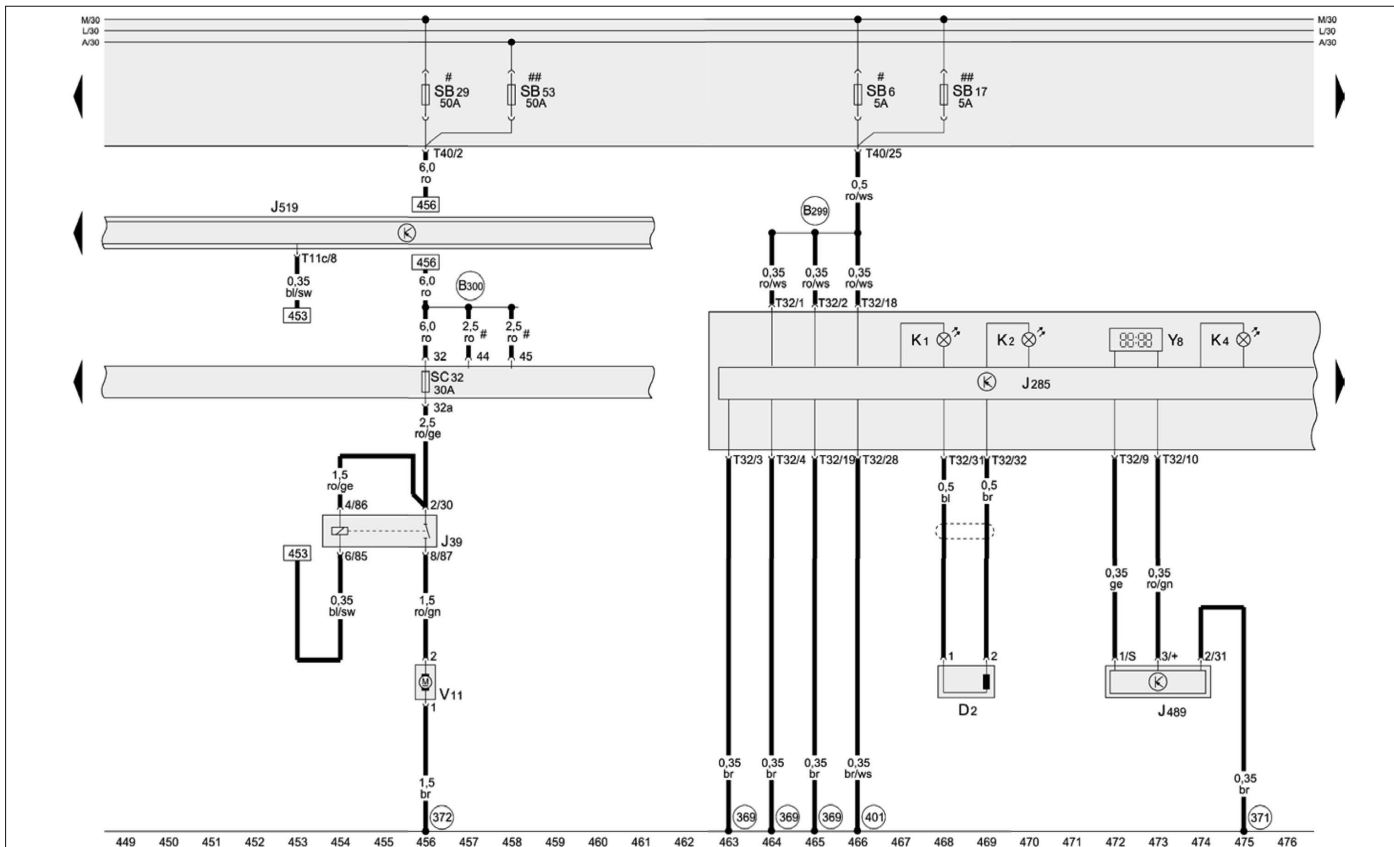 M/30 M/30
L/30 L/30
A/30 A/30
# ## # ##
SB 29 SB 53 SB 6 SB 17
50A 50A 5A 5A
T40/2 T40/25
6,0 0,5
ro ro/ws
J519 456 B299
T11c/8 456
0,35 6,0 B300 0,35 0,35 0,35
bl/sw ro ro/ws ro/ws ro/ws
453 T32/1 T32/2 T32/18
6,0 2,5 2,5
ro ro # ro #
32 44 45 K1 K2 Y8 K4
88:88
SC 32 J285
30A
32a
2,5
ro/ge
T32/3 T32/4 T32/19 T32/28 T32/31 T32/32 T32/9 T32/10
1,5 0,5 0,5
ro/ge bl br
4/86 2/30
J39
453 6/85 8/87
0,35 1,5 0,35 0,35
bl/sw ro/gn ge ro/gn
2 1 2 1/S 3/+ 2/31
M
V11
1 D2 J489
0,35 0,35 0,35 0,35
br br br br/ws
1,5 0,35
br br
372 369 369 369 401 371
449 450 451 452 453 454 455 456 457 458 459 460 461 462 463 464 465 466 467 468 469 470 471 472 473 474 475 476